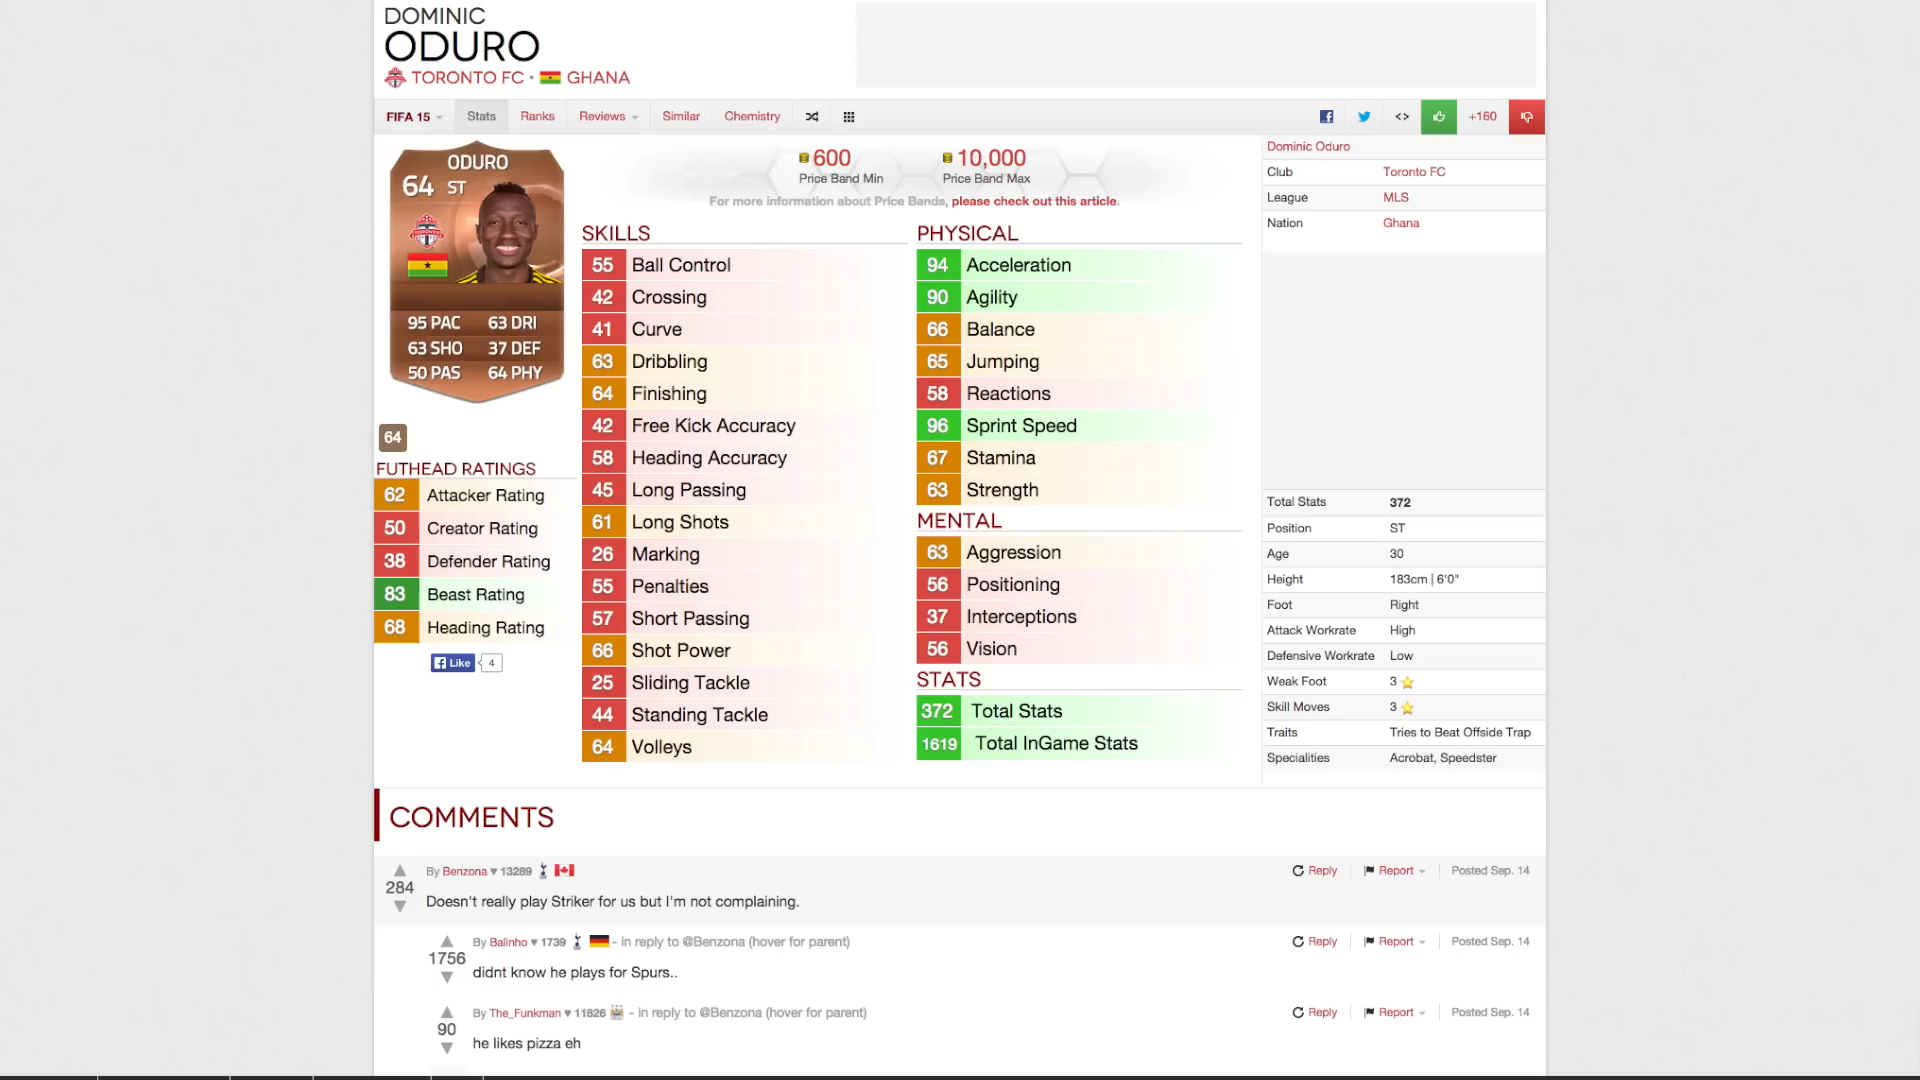 DOMINIC
ODURO
TORONTO FC • GHANA
FIFA 15
Stats
Ranks
Reviews
Similar
Chemistry
<>
+160
ODURO
64 ST
95 PAC 63 DRI
63 SHO 37 DEF
50 PAS 64 PHY
64
FUTHEAD RATINGS
62 Attacker Rating
50 Creator Rating
38 Defender Rating
83 Beast Rating
68 Heading Rating
Like 4
600
Price Band Min
10,000
Price Band Max
For more information about Price Bands, please check out this article.
SKILLS
55 Ball Control
42 Crossing
41 Curve
63 Dribbling
64 Finishing
42 Free Kick Accuracy
58 Heading Accuracy
45 Long Passing
61 Long Shots
26 Marking
55 Penalties
57 Short Passing
66 Shot Power
25 Sliding Tackle
44 Standing Tackle
64 Volleys
PHYSICAL
94 Acceleration
90 Agility
66 Balance
65 Jumping
58 Reactions
96 Sprint Speed
67 Stamina
63 Strength
MENTAL
63 Aggression
56 Positioning
37 Interceptions
56 Vision
STATS
372 Total Stats
1619 Total InGame Stats
Dominic Oduro
Club Toronto FC
League MLS
Nation Ghana
Total Stats 372
Position ST
Age 30
Height 183cm | 6'0"
Foot Right
Attack Workrate High
Defensive Workrate Low
Weak Foot 3
Skill Moves 3
Traits Tries to Beat Offside Trap
Specialities Acrobat, Speedster
COMMENTS
284
By Benzona ♥ 13289
Reply Report Posted Sep. 14
Doesn't really play Striker for us but I'm not complaining.
1756
By Balinho ♥ 1739 - in reply to @Benzona (hover for parent)
Reply Report Posted Sep. 14
didnt know he plays for Spurs..
90
By The_Funkman ♥ 11826 - in reply to @Benzona (hover for parent)
Reply Report Posted Sep. 14
he likes pizza eh